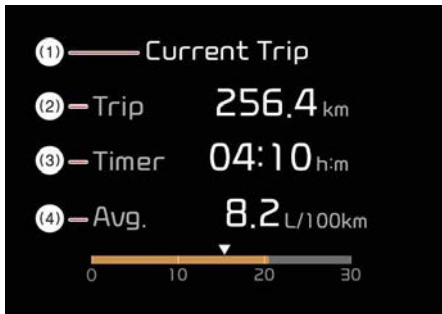 (1) Current Trip
(2) Trip 256.4 km
(3) Timer 04:10 h:m
(4) Avg. 8.2 L/100km
0 10 20 30